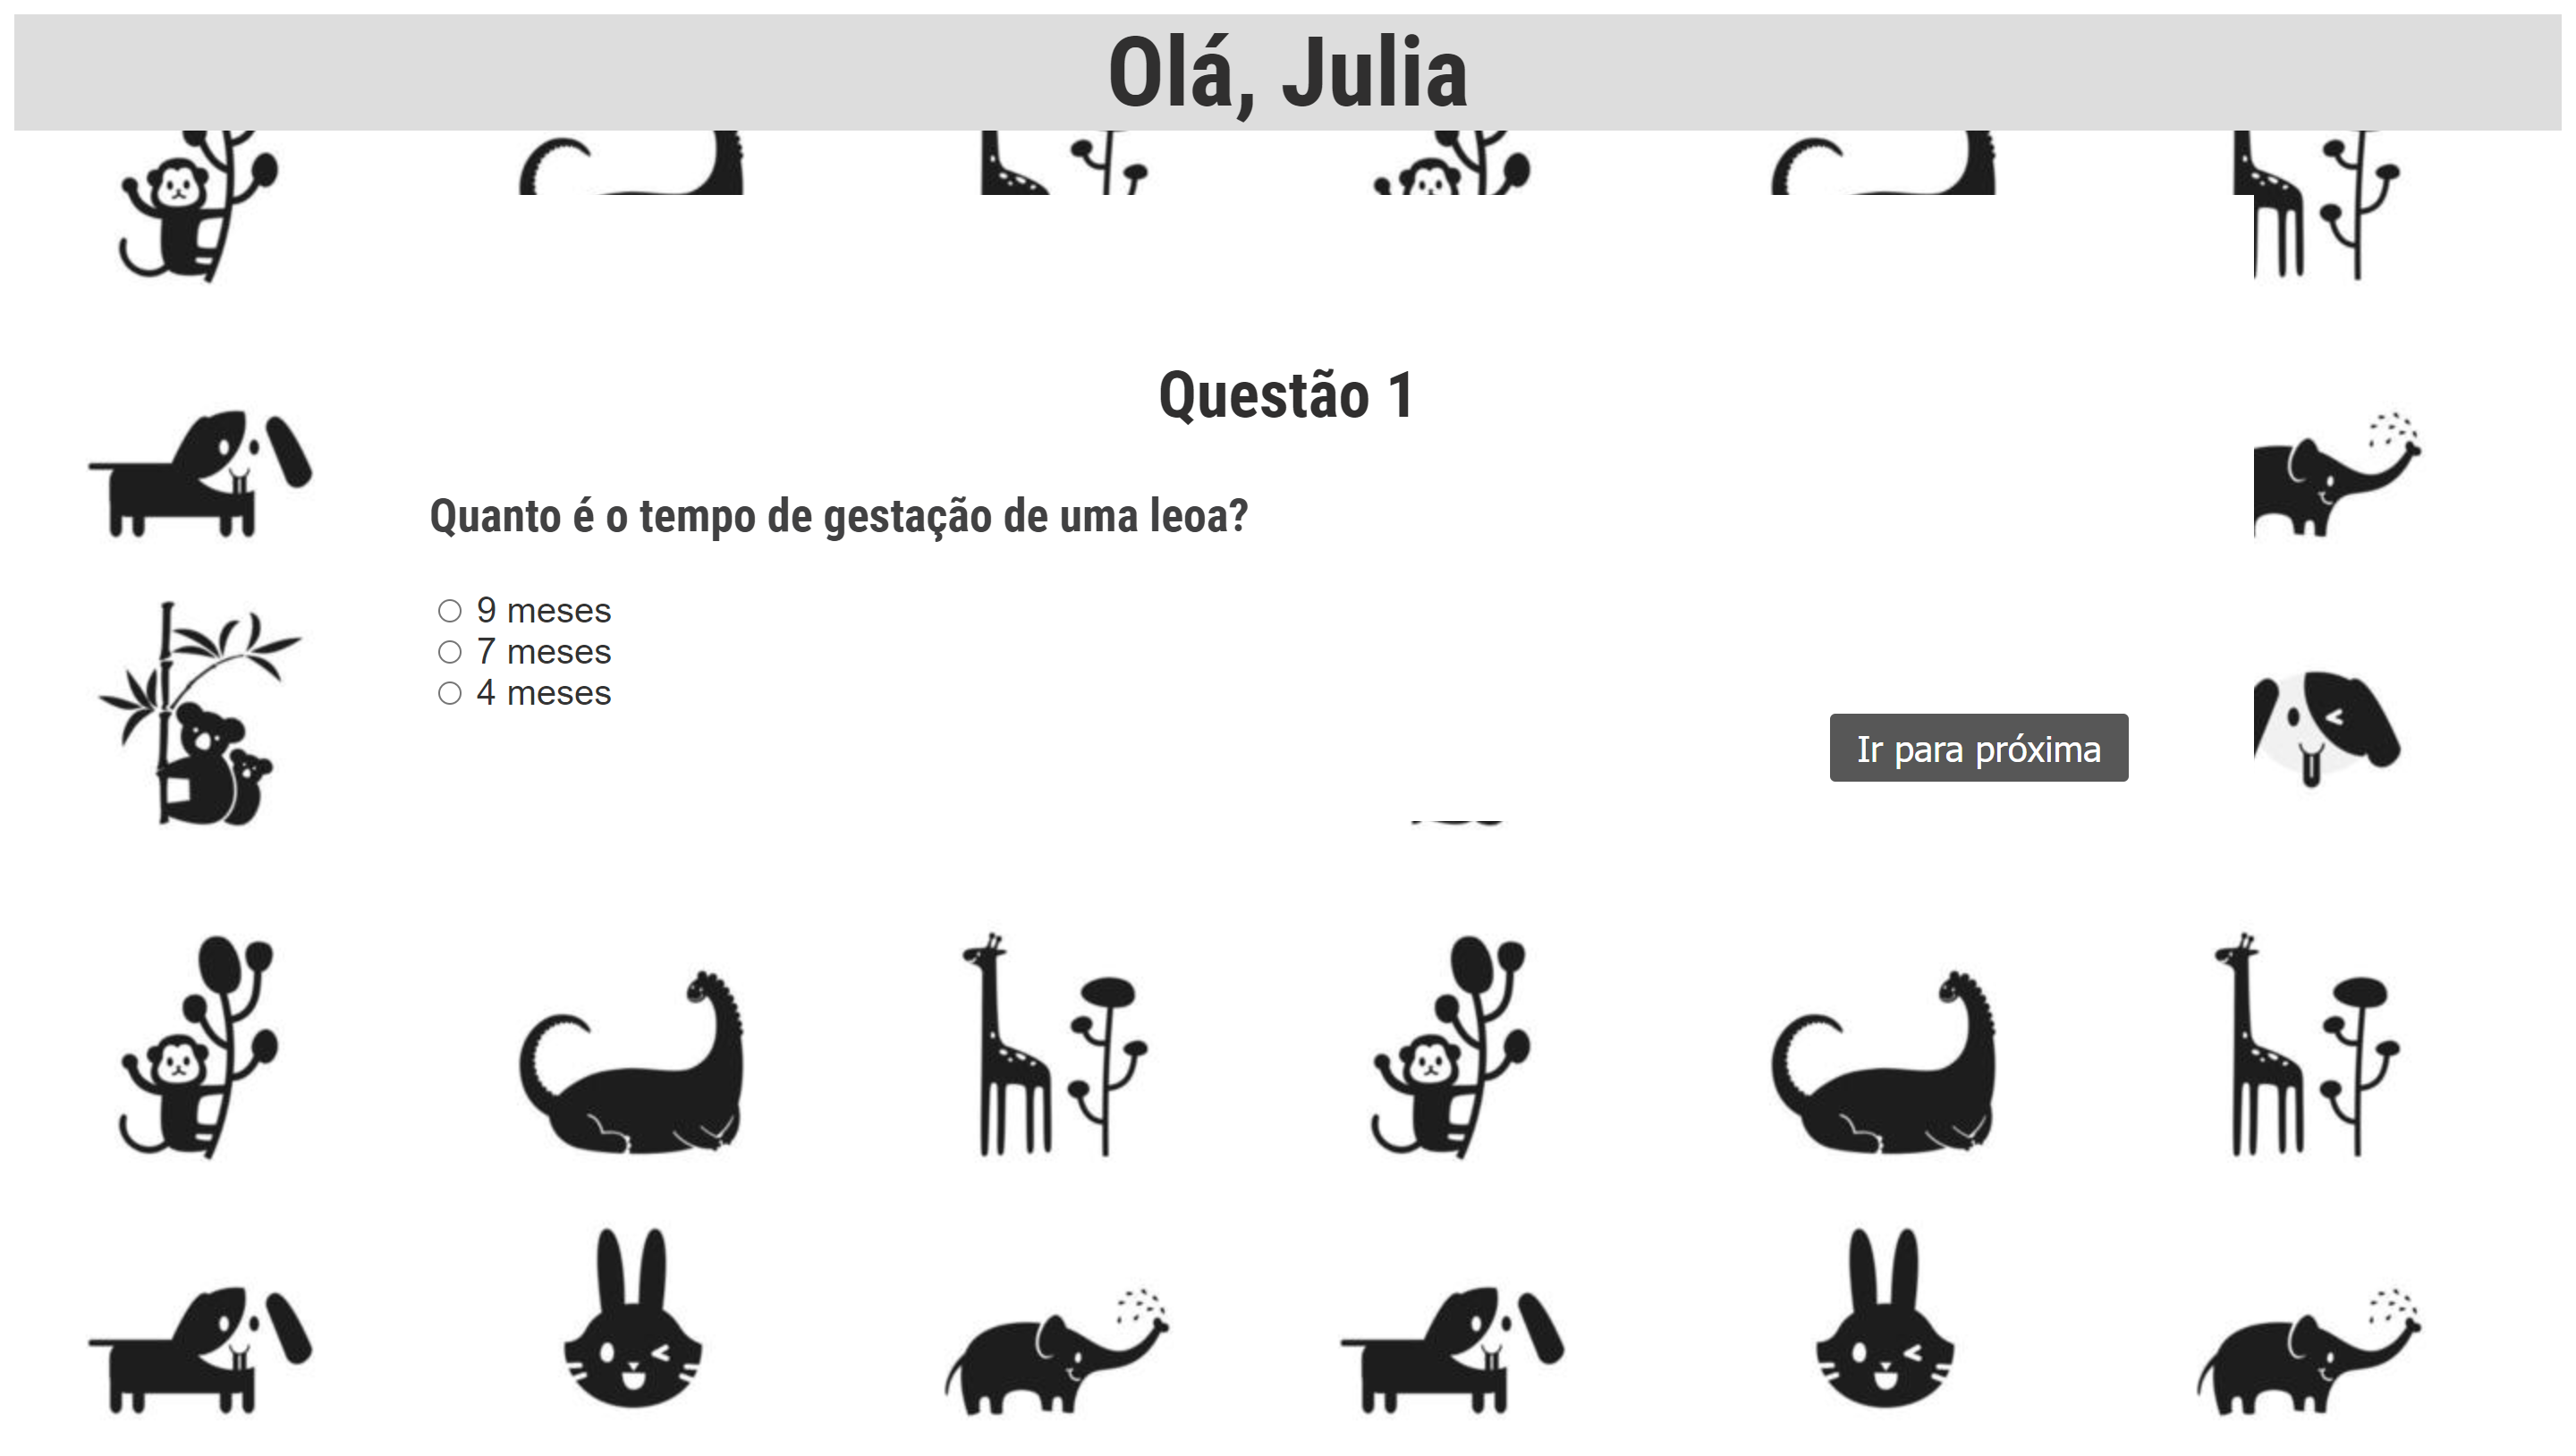 Olá, Julia
Questão 1
Quanto é o tempo de gestação de uma leoa?
9 meses
7 meses
4 meses
Ir para próxima